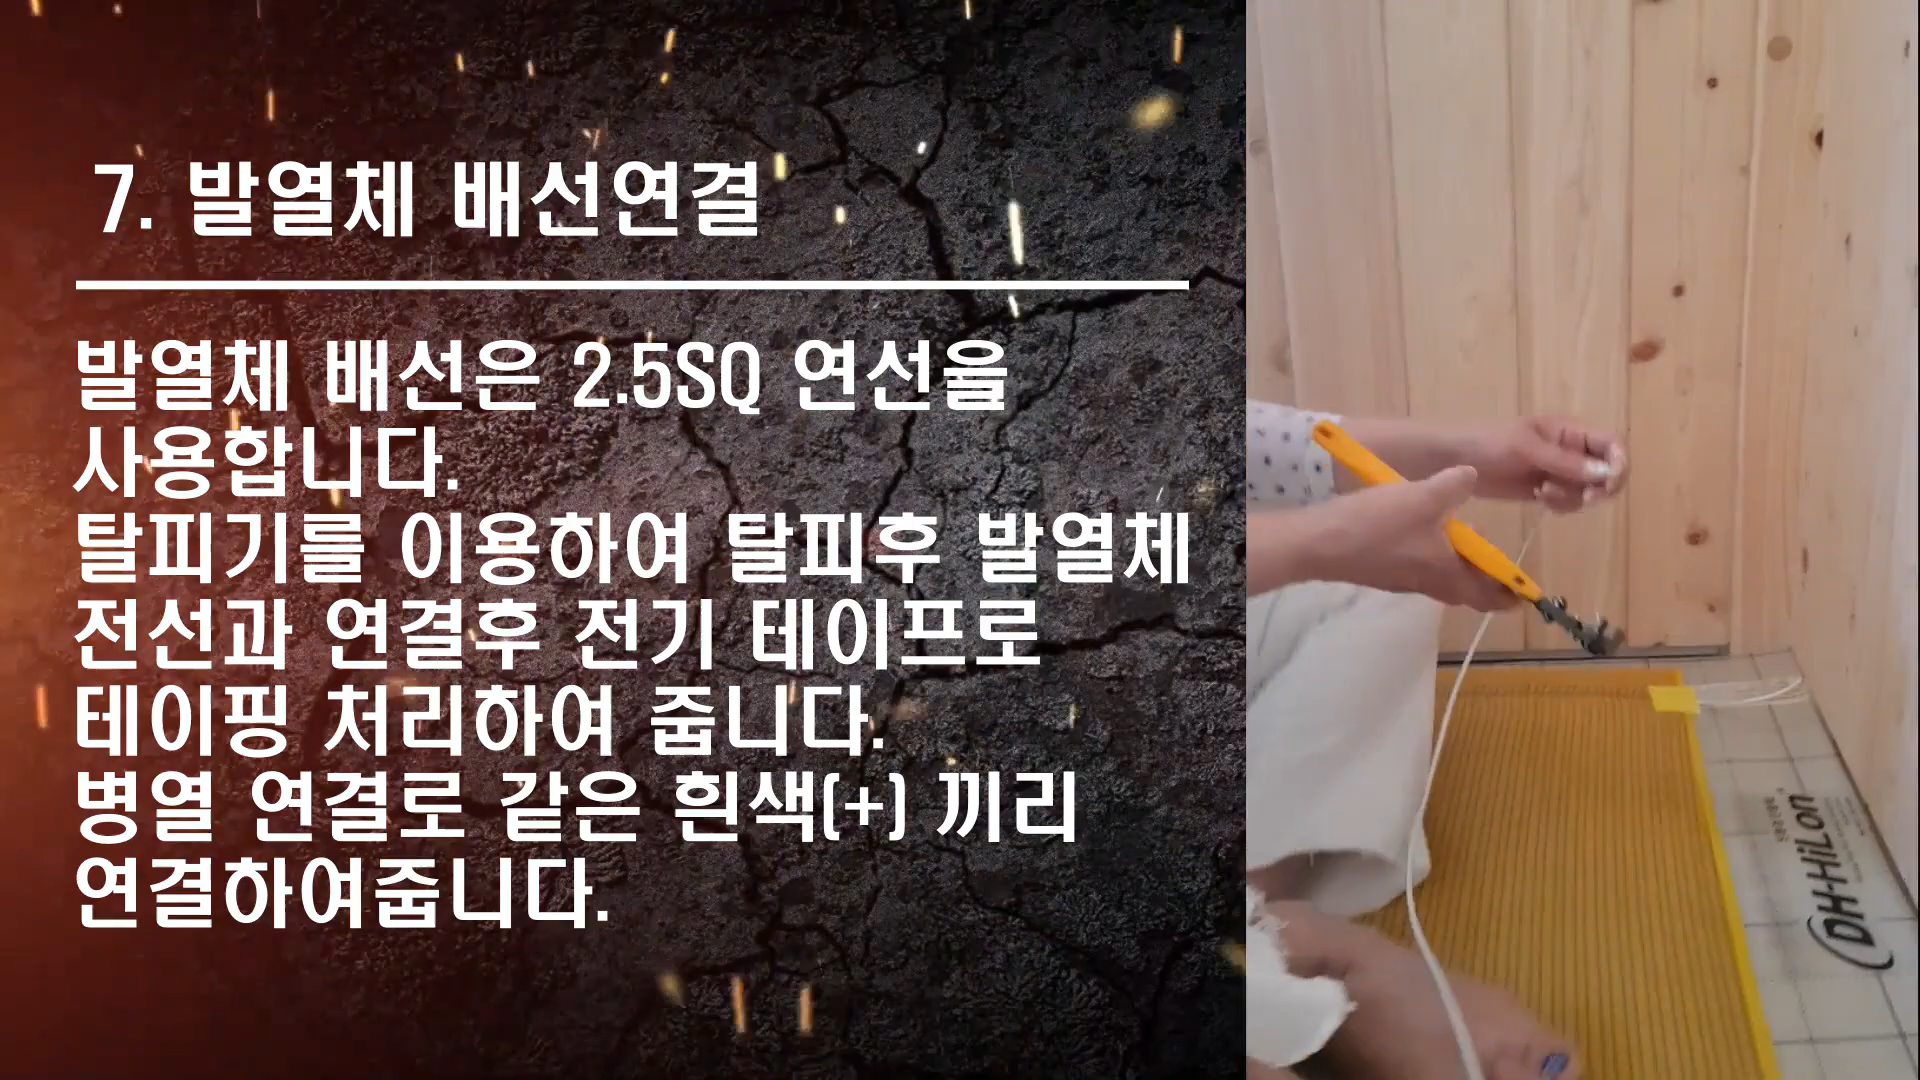 7. 발열체 배선연결
발열체 배선은 2.5SQ 연선을
사용합니다.
탈피기를 이용하여 탈피후 발열체
전선과 연결후 전기 테이프로
테이핑 처리하여 줍니다.
병열 연결로 같은 흰색(+) 끼리
연결하여줍니다.
DH-HiLon